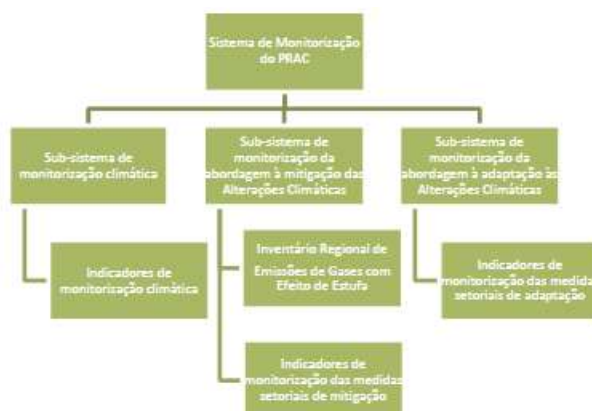 Sistema de Monitorização
do PRAC
Sub-sistema de
monitorização climática
Sub-sistema de
monitorização da
abordagem à mitigação das
Alterações Climáticas
Sub-sistema de
monitorização da
abordagem à adaptação às
Alterações Climáticas
Indicadores de
monitorização climática
Inventário Regional de
Emissões de Gases com
Efeito de Estufa
Indicadores de
monitorização das medidas
setoriais de adaptação
Indicadores de
monitorização das medidas
setoriais de mitigação